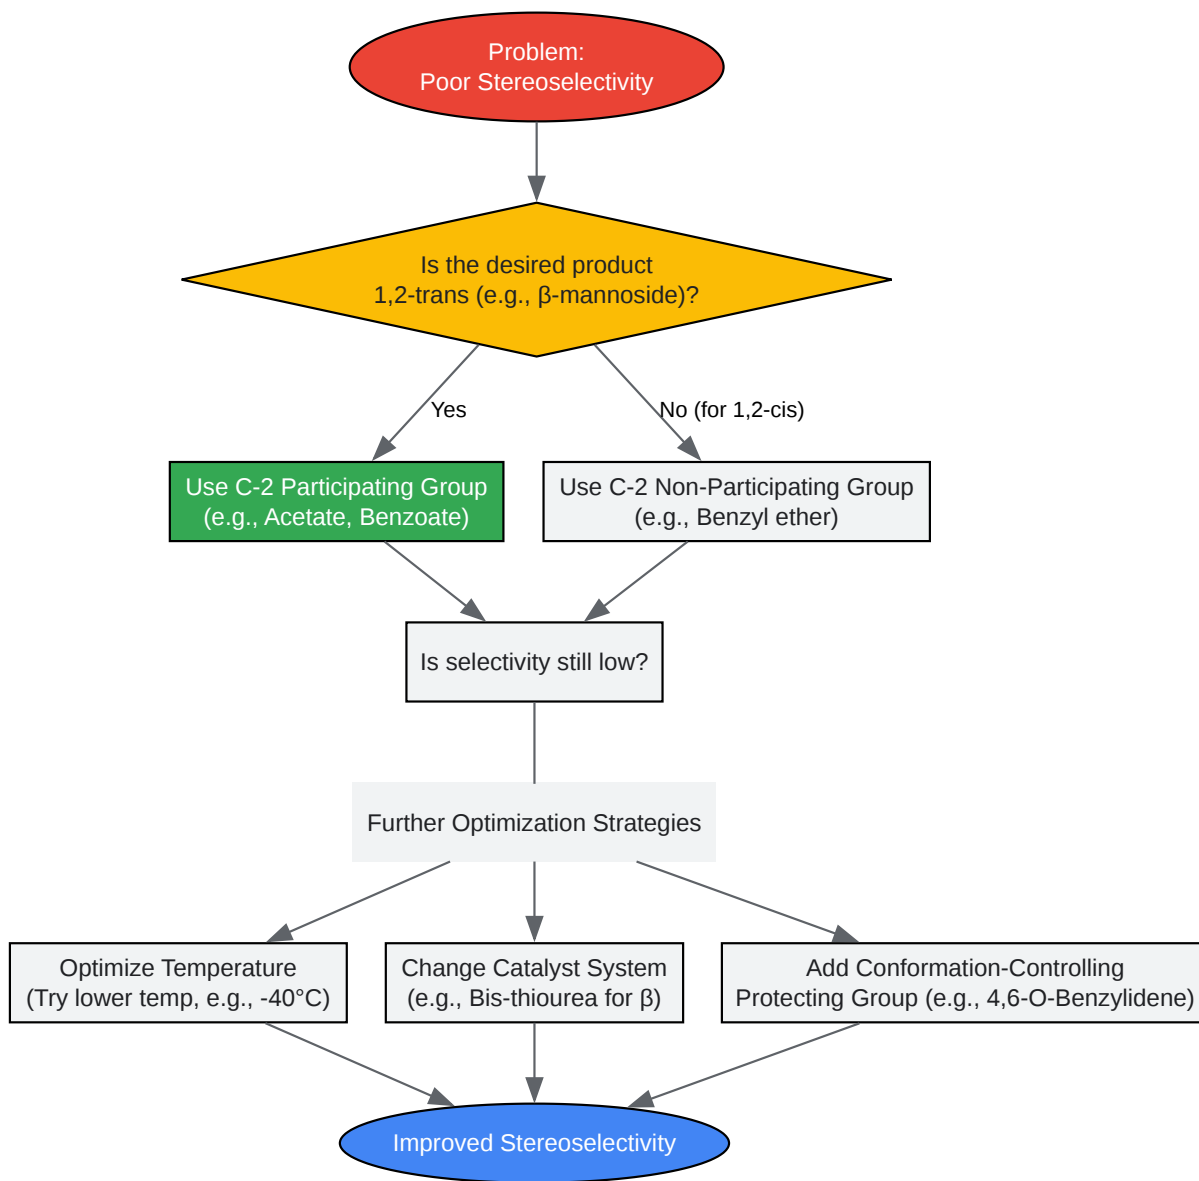 Problem:
Poor Stereoselectivity
Is the desired product
1,2-trans (e.g., β-mannoside)?
Yes
No (for 1,2-cis)
Use C-2 Participating Group
(e.g., Acetate, Benzoate)
Use C-2 Non-Participating Group
(e.g., Benzyl ether)
Is selectivity still low?
Further Optimization Strategies
Optimize Temperature
(Try lower temp, e.g., -40°C)
Change Catalyst System
(e.g., Bis-thiourea for β)
Add Conformation-Controlling
Protecting Group (e.g., 4,6-O-Benzylidene)
Improved Stereoselectivity